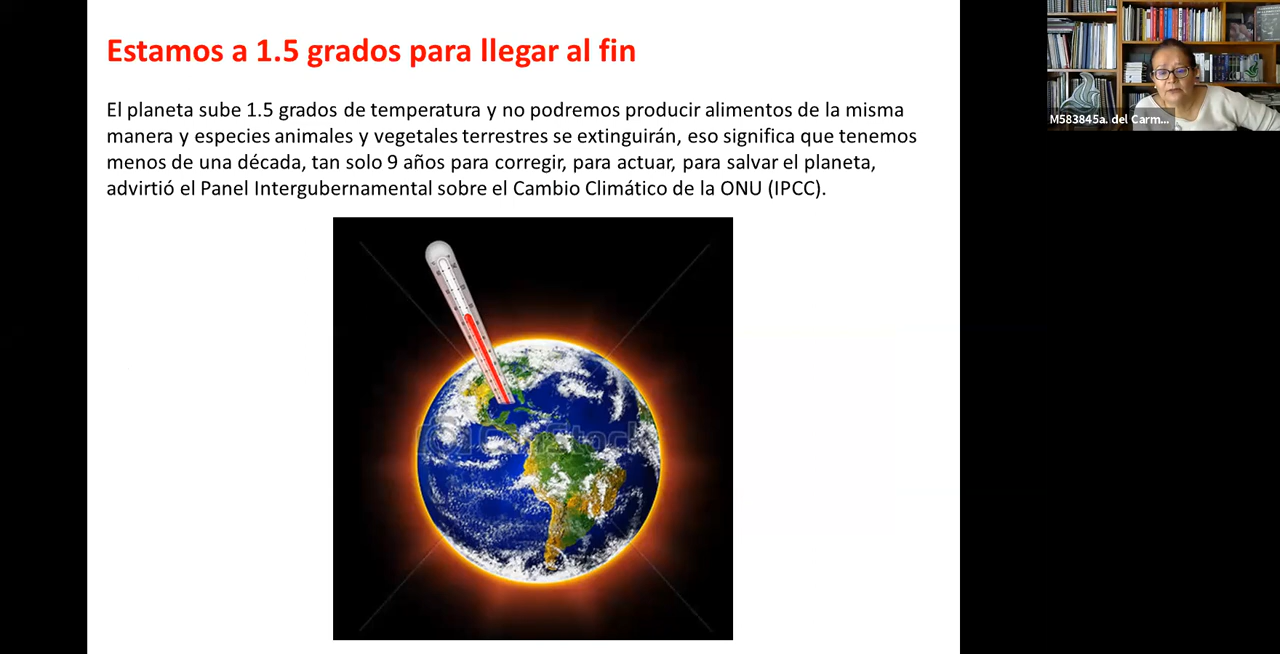 Estamos a 1.5 grados para llegar al fin
El planeta sube 1.5 grados de temperatura y no podremos producir alimentos de la misma
manera y especies animales y vegetales terrestres se extinguirán, eso significa que tenemos
menos de una década, tan solo 9 años para corregir, para actuar, para salvar el planeta,
advirtió el Panel Intergubernamental sobre el Cambio Climático de la ONU (IPCC).
M583845a. del Carm...
CanStock